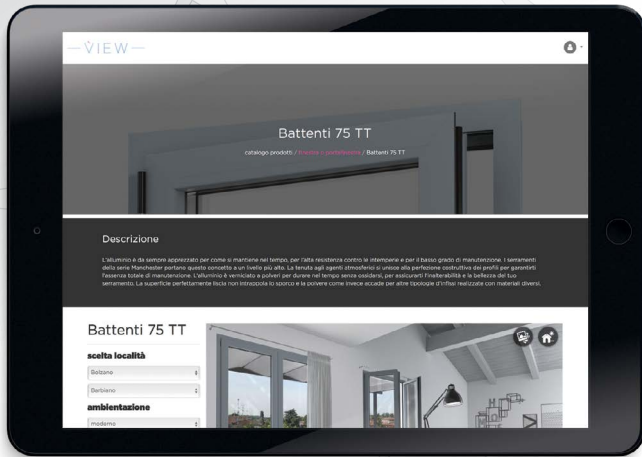 VIEW
Battenti 75 TT
catalogo prodotti / finestra e portafinestra / Battenti 75 TT
Descrizione
L'alluminio è da sempre apprezzato per come si mantiene nel tempo, per l'alta resistenza contro le intemperie e per il basso grado di manutenzione. I serramenti
della serie Manchester portano questo concetto a un livello più alto. La tenuta agli agenti atmosferici si unisce alla perfezione costruttiva dei profili per garantirti
l'assenza totale di manutenzione. L'alluminio è verniciato a polveri per durare nel tempo senza ossidarsi, per assicurarti l'inalterabilità e la bellezza del tuo
serramento. La superficie perfettamente liscia non intrappola lo sporco e la polvere come invece accade per altre tipologie d'infissi realizzate con materiali diversi.
Battenti 75 TT
scelta località
Bolzano
Barbiano
ambientazione
moderno